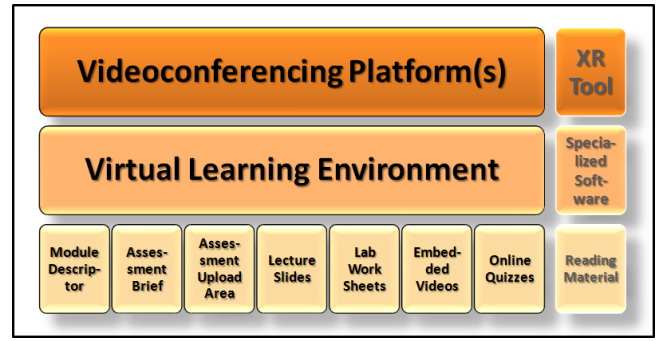 Videoconferencing Platform(s)
XR
Tool
Virtual Learning Environment
Specia-
lized
Soft-
ware
Module
Descrip-
tor
Asses-
sment
Brief
Asses-
sment
Upload
Area
Lecture
Slides
Lab
Work
Sheets
Embed-
ded
Videos
Online
Quizzes
Reading
Material